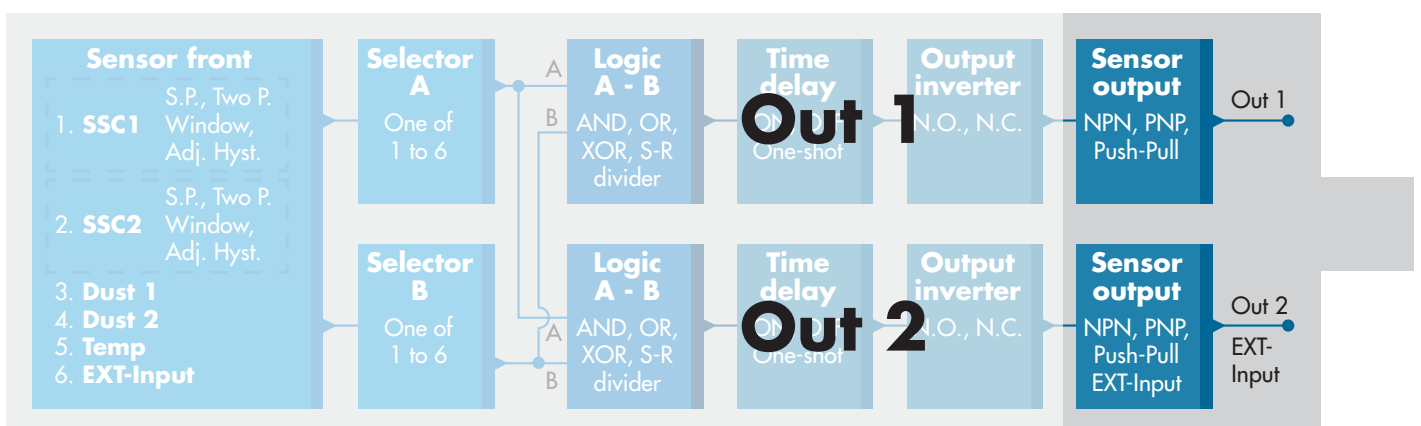 Sensor front
1. SSC1
S.P., Two P.
Window,
Adj. Hyst.
2. SSC2
S.P., Two P.
Window,
Adj. Hyst.
3. Dust 1
4. Dust 2
5. Temp
6. EXT-Input
Selector
A
One of
1 to 6
A
B
Logic
A - B
AND, OR,
XOR, S-R
divider
Time
delay
One-shot
Out 1
Output
inverter
N.O., N.C.
Sensor
output
NPN, PNP,
Push-Pull
Out 1
Selector
B
One of
1 to 6
A
B
Logic
A - B
AND, OR,
XOR, S-R
divider
Time
delay
One-shot
Out 2
Output
inverter
N.O., N.C.
Sensor
output
NPN, PNP,
Push-Pull
EXT-Input
Out 2
EXT-
Input